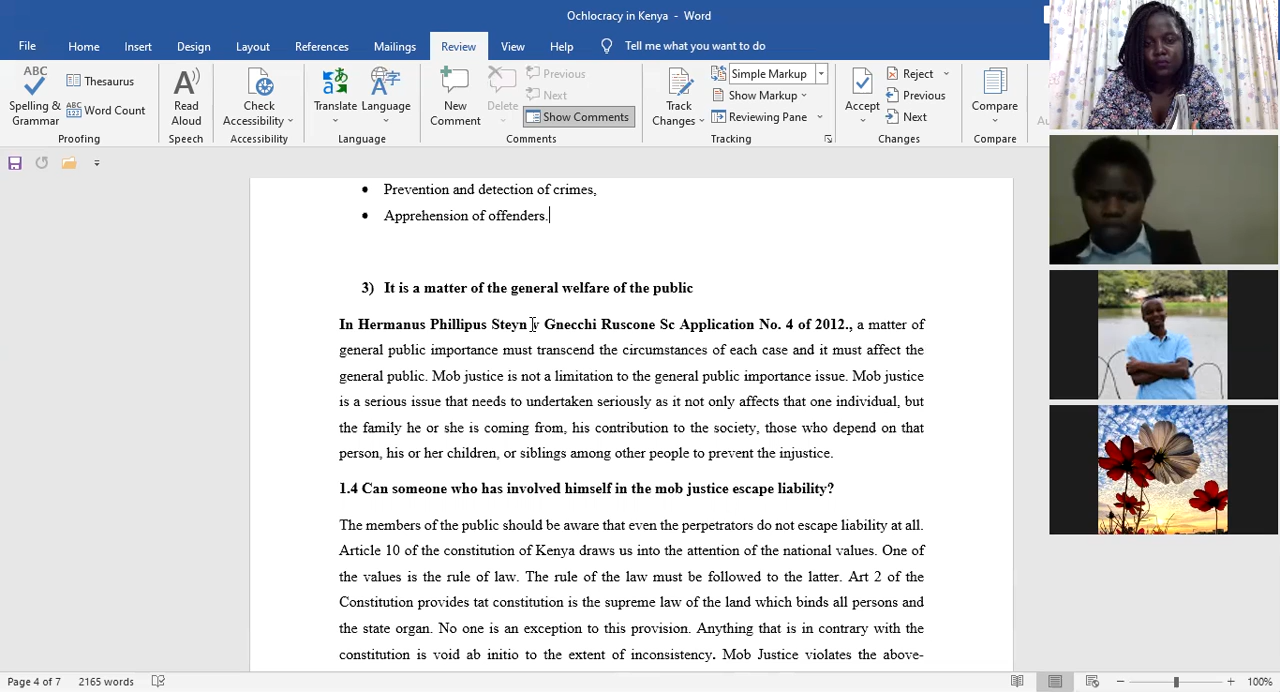 Ochlocracy in Kenya - Word
File Home Insert Design Layout References Mailings Review View Help Tell me what you want to do
ABC
Spelling & Grammar
Thesaurus
ABC 123 Word Count
Proofing
Read Aloud
Speech
Check Accessibility
Accessibility
Translate
Language
Language
New Comment
Delete
Previous
Next
Show Comments
Comments
Track Changes
Simple Markup
Show Markup
Reviewing Pane
Tracking
Accept
Reject
Previous
Next
Changes
Compare
Compare
• Prevention and detection of crimes,
• Apprehension of offenders.
3) It is a matter of the general welfare of the public
In Hermanus Phillipus Steyn v Gnecchi Ruscone Sc Application No. 4 of 2012., a matter of
general public importance must transcend the circumstances of each case and it must affect the
general public. Mob justice is not a limitation to the general public importance issue. Mob justice
is a serious issue that needs to undertaken seriously as it not only affects that one individual, but
the family he or she is coming from, his contribution to the society, those who depend on that
person, his or her children, or siblings among other people to prevent the injustice.
1.4 Can someone who has involved himself in the mob justice escape liability?
The members of the public should be aware that even the perpetrators do not escape liability at all.
Article 10 of the constitution of Kenya draws us into the attention of the national values. One of
the values is the rule of law. The rule of the law must be followed to the latter. Art 2 of the
Constitution provides tat constitution is the supreme law of the land which binds all persons and
the state organ. No one is an exception to this provision. Anything that is in contrary with the
constitution is void ab initio to the extent of inconsistency. Mob Justice violates the above-
Page 4 of 7 2165 words 100%